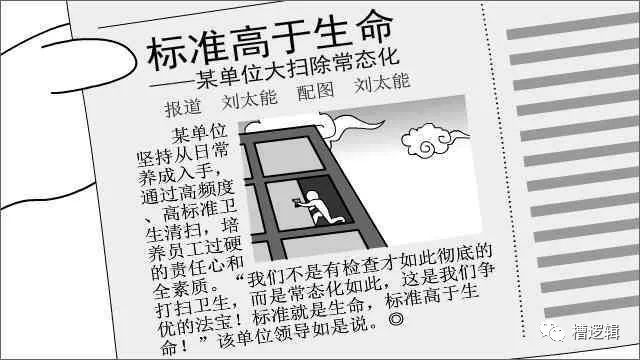 标准高于生命
——某单位大扫除常态化
报道 刘太能 配图 刘太能
某单位
坚持从日常
养成入手，
通过高频度
、高标准卫
生清扫，培
养员工过硬
的责任心和
全素质。“我们不是有检查才如此彻底的
打扫卫生，而是常态化如此，这是我们争
优的法宝！标准就是生命，标准高于生
命！”该单位领导如是说。◎
槽逻辑